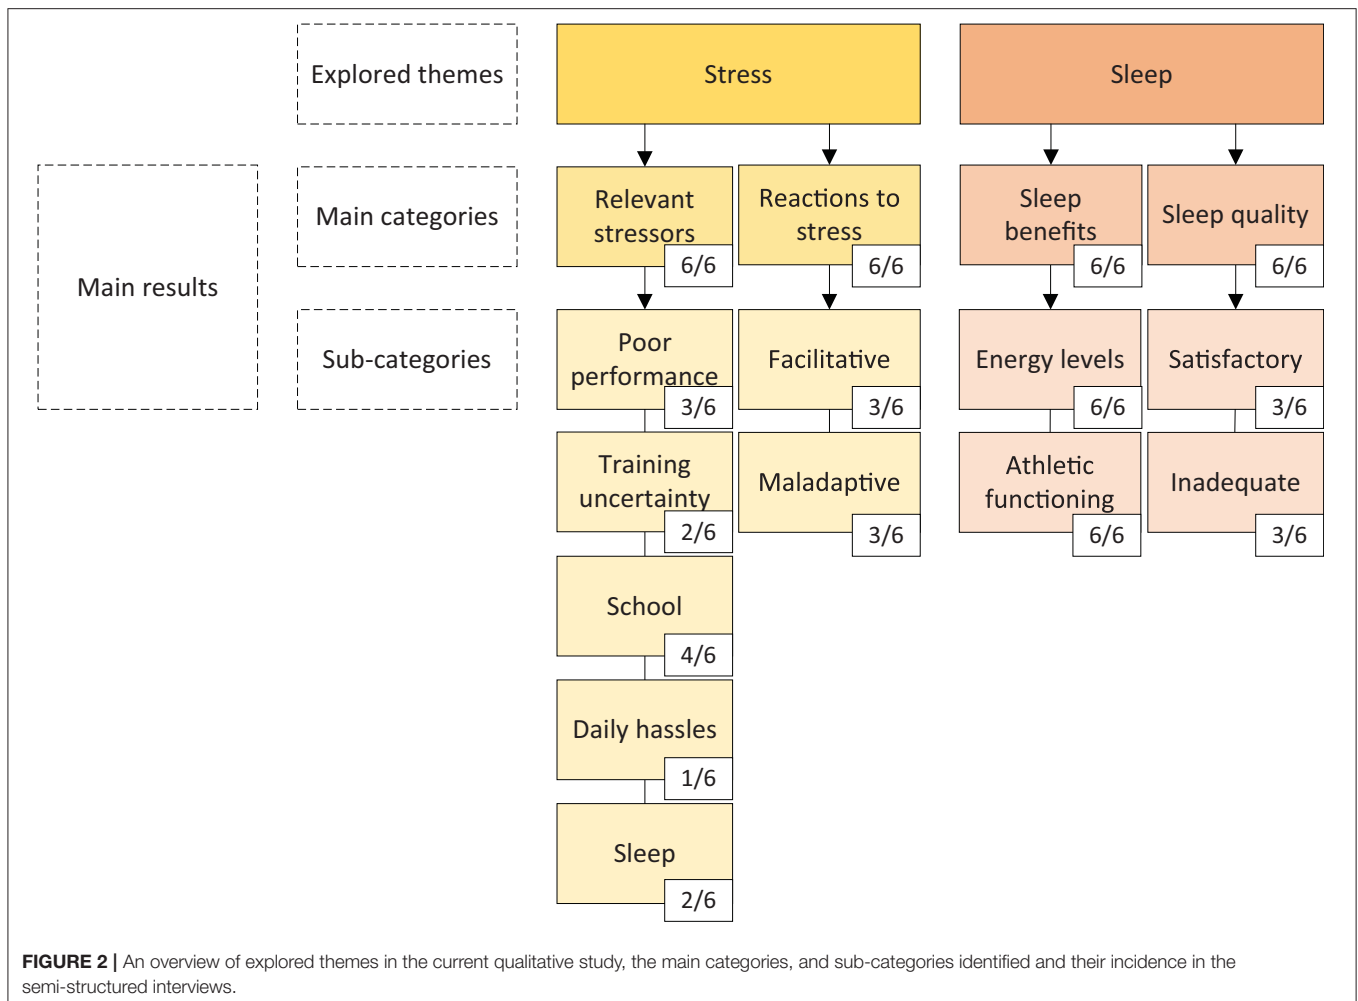 Explored themes
Stress
Sleep
Main results
Main categories
Relevant
stressors
6/6
Reactions to
stress
6/6
Sleep
benefits
6/6
Sleep quality
6/6
Sub-categories
Poor
performance
3/6
Facilitative
3/6
Energy levels
6/6
Satisfactory
3/6
Training
uncertainty
2/6
Maladaptive
3/6
Athletic
functioning
6/6
Inadequate
3/6
School
4/6
Daily hassles
1/6
Sleep
2/6
FIGURE 2 | An overview of explored themes in the current qualitative study, the main categories, and sub-categories identified and their incidence in the
semi-structured interviews.